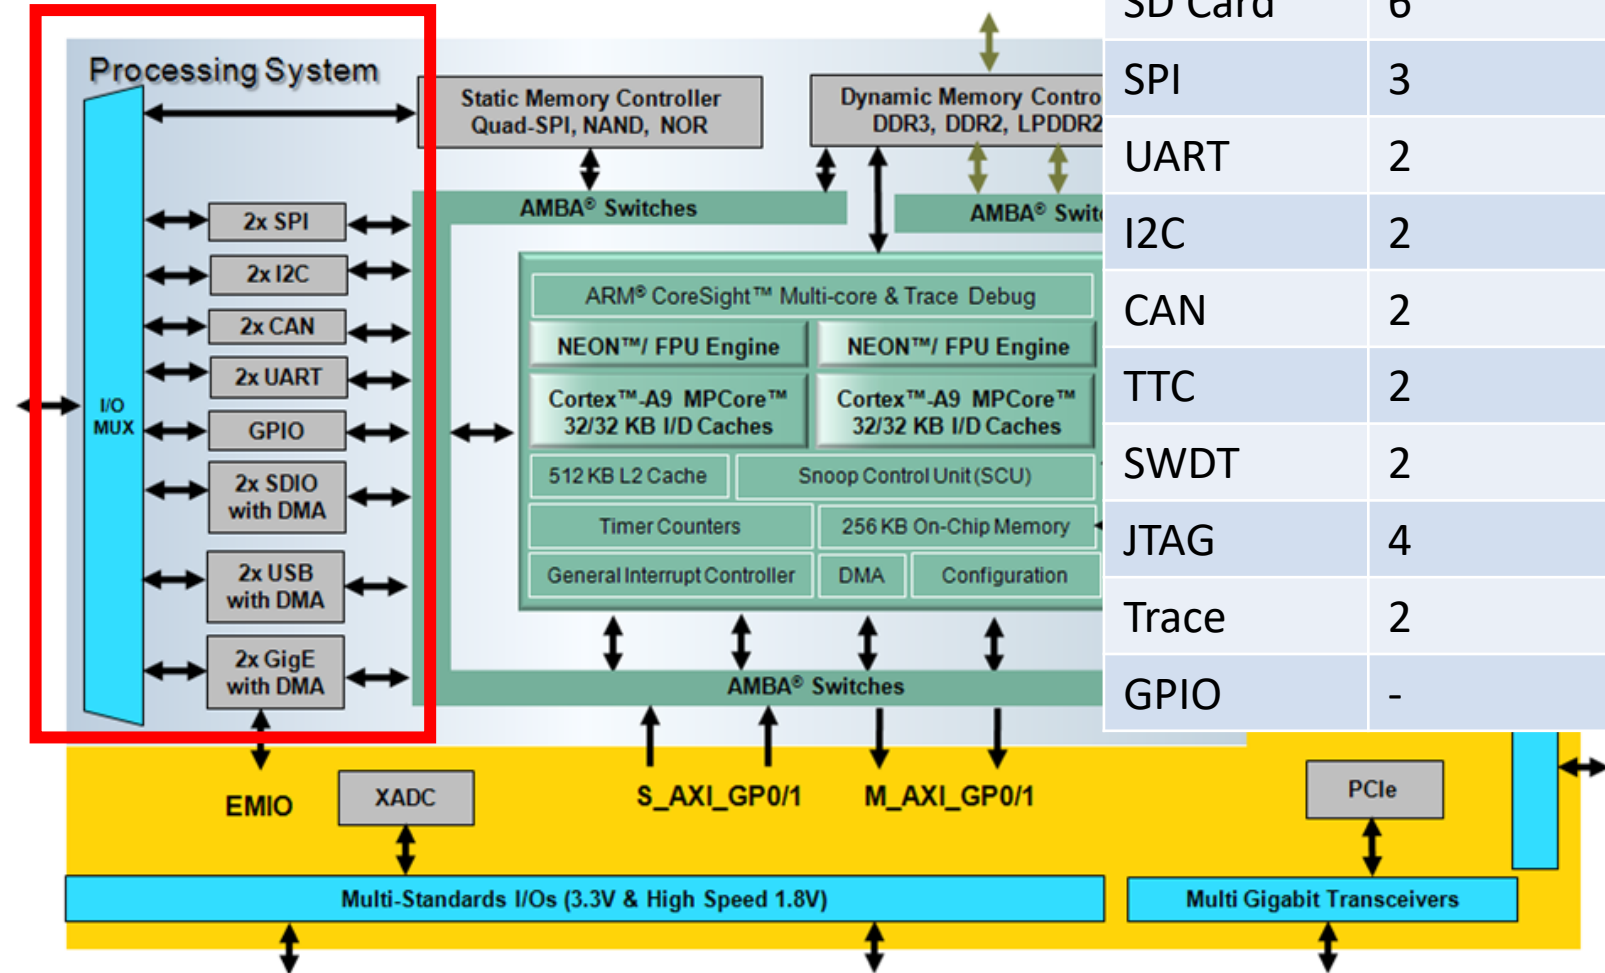 Processing System
Static Memory Controller
Quad-SPI, NAND, NOR
Dynamic Memory Contro
DDR3, DDR2, LPDDR2
AMBA® Switches
AMBA® Swit
I/O
MUX
2x SPI
2x I2C
2x CAN
2x UART
GPIO
2x SDIO
with DMA
2x USB
with DMA
2x GigE
with DMA
ARM® CoreSight™ Multi-core & Trace Debug
NEON™/ FPU Engine
NEON™/ FPU Engine
Cortex™-A9 MPCore™
32/32 KB I/D Caches
Cortex™-A9 MPCore™
32/32 KB I/D Caches
512 KB L2 Cache
Snoop Control Unit (SCU)
Timer Counters
256 KB On-Chip Memory
General Interrupt Controller
DMA
Configuration
AMBA® Switches
SD Card 6
SPI 3
UART 2
I2C 2
CAN 2
TTC 2
SWDT 2
JTAG 4
Trace 2
GPIO -
EMIO
XADC
S_AXI_GP0/1
M_AXI_GP0/1
PCIe
Multi-Standards I/Os (3.3V & High Speed 1.8V)
Multi Gigabit Transceivers